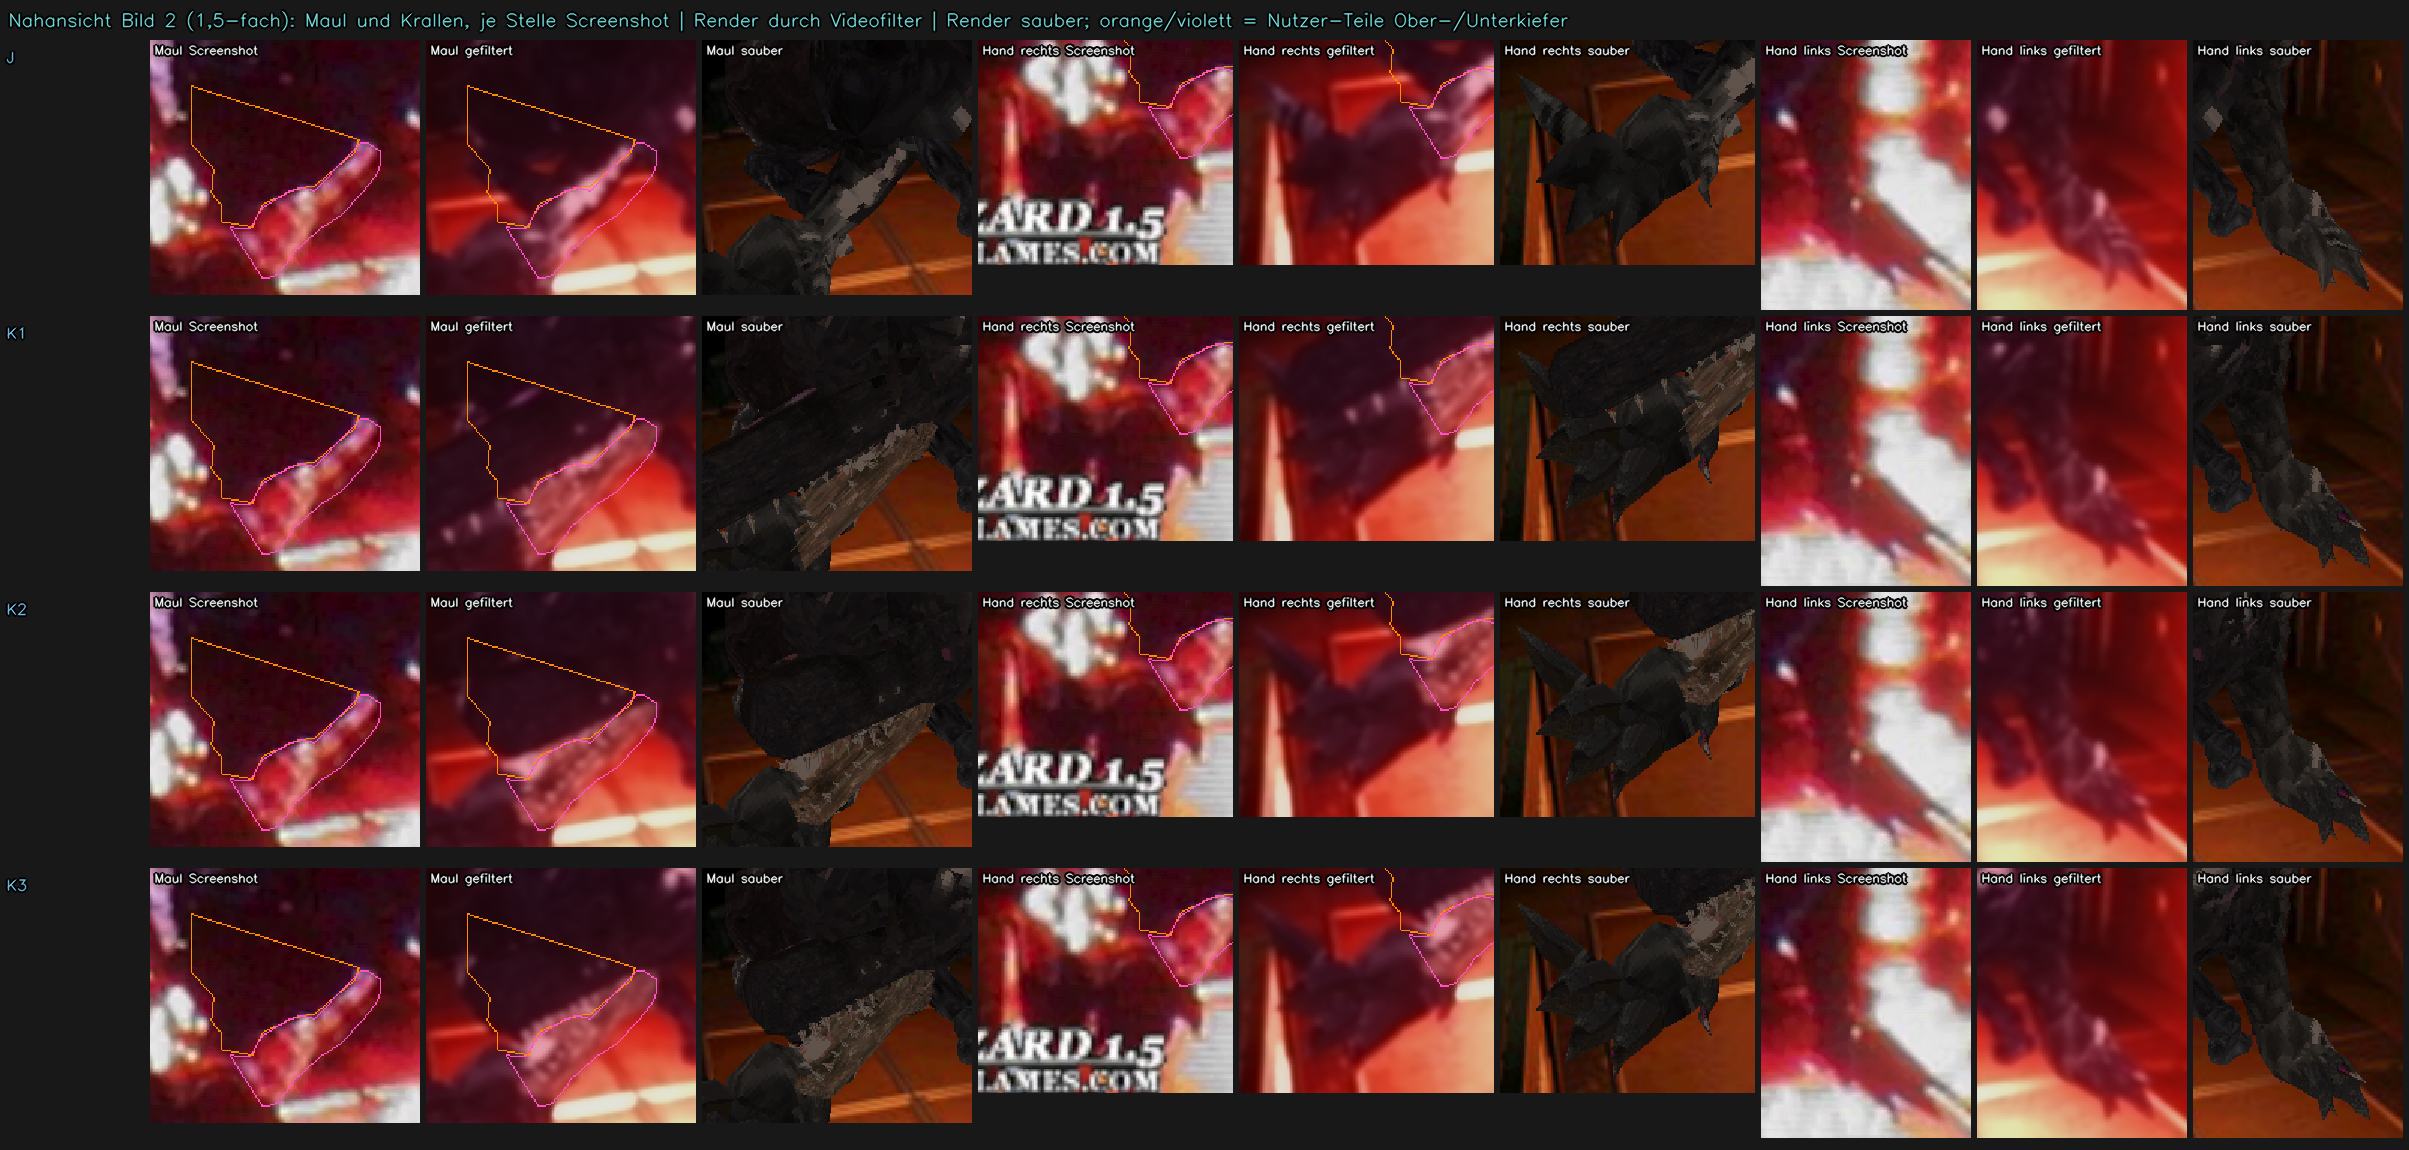 Nahansicht Bild 2 (1,5-fach): Maul und Krallen, je Stelle Screenshot | Render durch Videofilter | Render sauber; orange/violett = Nutzer-Teile Ober-/Unterkiefer
J
Maul Screenshot
Maul gefiltert
Maul sauber
Hand rechts Screenshot
Hand rechts gefiltert
Hand rechts sauber
Hand links Screenshot
Hand links gefiltert
Hand links sauber
ZARD 1.5
LAMES.COM
K1
Maul Screenshot
Maul gefiltert
Maul sauber
Hand rechts Screenshot
Hand rechts gefiltert
Hand rechts sauber
Hand links Screenshot
Hand links gefiltert
Hand links sauber
ZARD 1.5
LAMES.COM
K2
Maul Screenshot
Maul gefiltert
Maul sauber
Hand rechts Screenshot
Hand rechts gefiltert
Hand rechts sauber
Hand links Screenshot
Hand links gefiltert
Hand links sauber
ZARD 1.5
LAMES.COM
K3
Maul Screenshot
Maul gefiltert
Maul sauber
Hand rechts Screenshot
Hand rechts gefiltert
Hand rechts sauber
Hand links Screenshot
Hand links gefiltert
Hand links sauber
ZARD 1.5
LAMES.COM